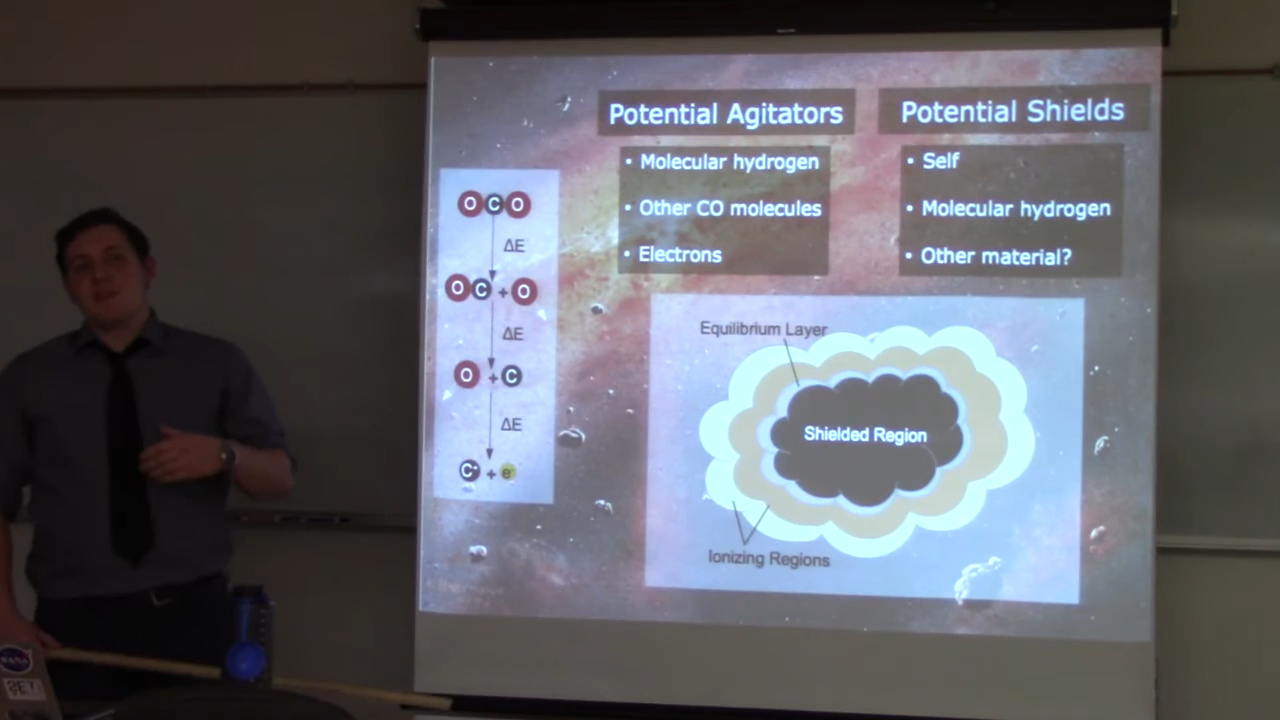 Potential Agitators
• Molecular hydrogen
• Other CO molecules
• Electrons
Potential Shields
• Self
• Molecular hydrogen
• Other material?
O C O
ΔE
O C + O
ΔE
O + C
ΔE
C⁺ + e⁻
Equilibrium Layer
Shielded Region
Ionizing Regions
NASA